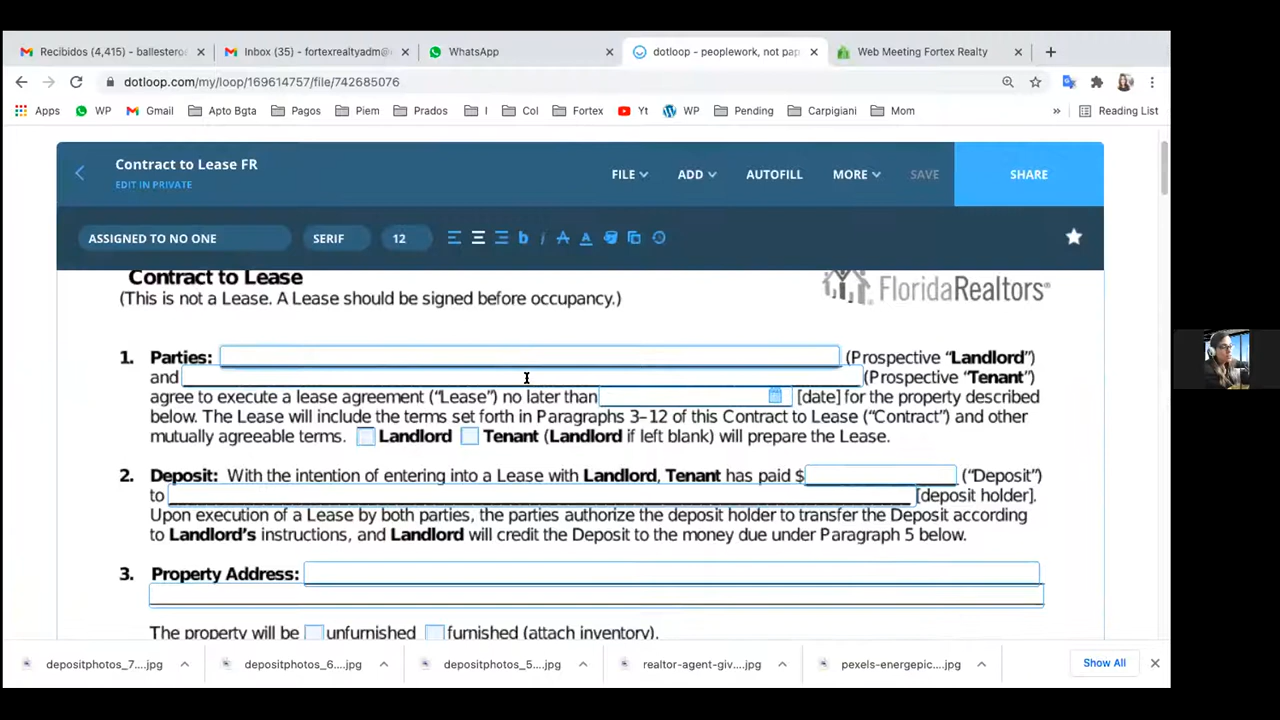 Recibidos (4,415) - ballestero
Inbox (35) - fortexrealtyadm@
WhatsApp
dotloop - peoplework, not pap
Web Meeting Fortex Realty
dotloop.com/my/loop/169614757/file/742685076
Apps
WP
Gmail
Apto Bgta
Pagos
Piem
Prados
I
Col
Fortex
Yt
WP
Pending
Carpigiani
Mom
»
Reading List
Contract to Lease FR
EDIT IN PRIVATE
FILE
ADD
AUTOFILL
MORE
SAVE
SHARE
ASSIGNED TO NO ONE
SERIF
12
b
i
A
A
Contract to Lease
(This is not a Lease. A Lease should be signed before occupancy.)
FloridaRealtors®
1. Parties: (Prospective “Landlord”)
and (Prospective “Tenant”)
agree to execute a lease agreement (“Lease”) no later than [date] for the property described
below. The Lease will include the terms set forth in Paragraphs 3–12 of this Contract to Lease (“Contract”) and other
mutually agreeable terms. Landlord Tenant (Landlord if left blank) will prepare the Lease.
2. Deposit: With the intention of entering into a Lease with Landlord, Tenant has paid $ (“Deposit”)
to [deposit holder].
Upon execution of a Lease by both parties, the parties authorize the deposit holder to transfer the Deposit according
to Landlord’s instructions, and Landlord will credit the Deposit to the money due under Paragraph 5 below.
3. Property Address:
The property will be unfurnished furnished (attach inventory).
depositphotos_7....jpg
depositphotos_6....jpg
depositphotos_5....jpg
realtor-agent-giv....jpg
pexels-energepic....jpg
Show All